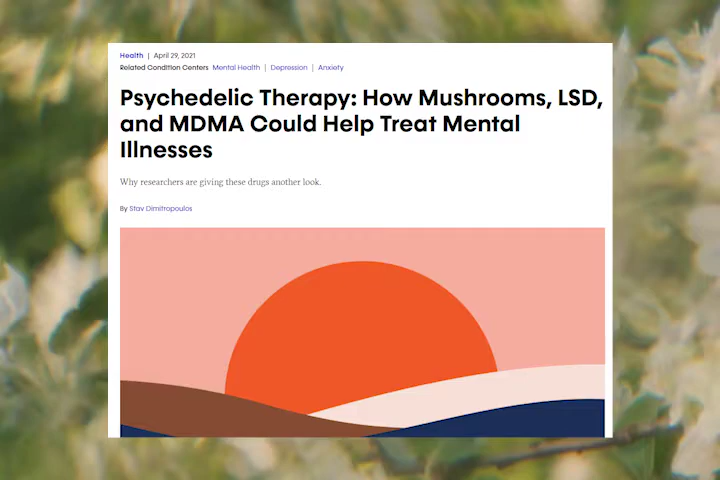 Health | April 29, 2021
Related Condition Centers Mental Health | Depression | Anxiety
Psychedelic Therapy: How Mushrooms, LSD,
and MDMA Could Help Treat Mental
Illnesses
Why researchers are giving these drugs another look.
By Stav Dimitropoulos